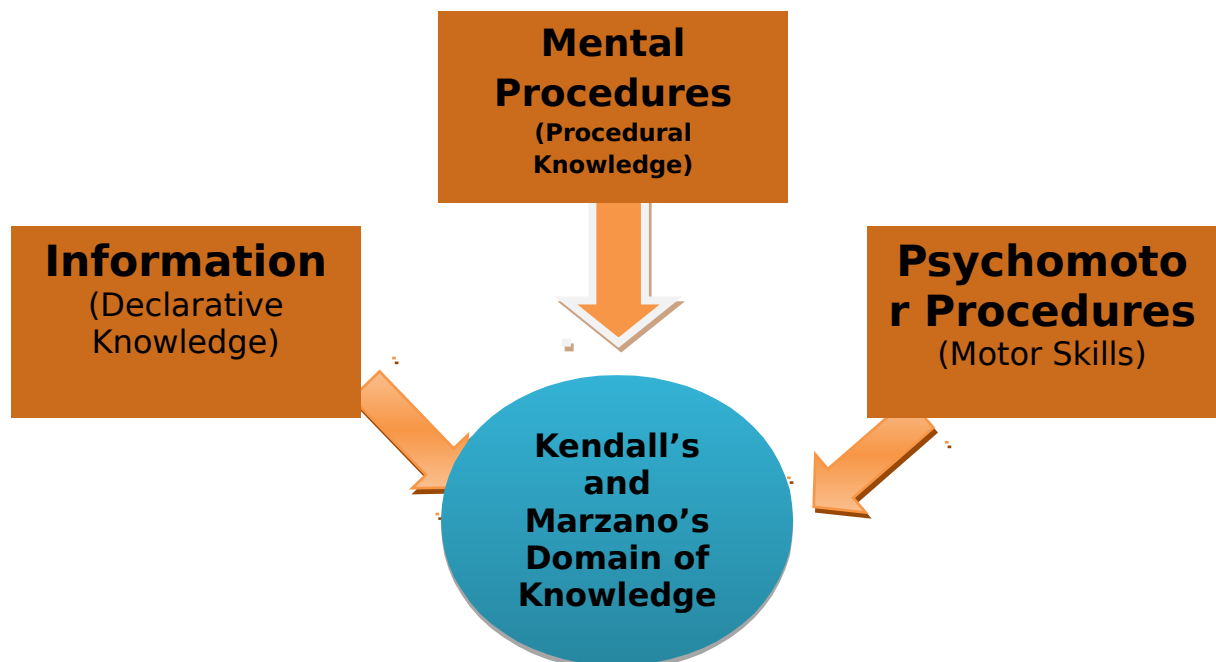 Mental
Procedures
(Procedural
Knowledge)
Information
(Declarative
Knowledge)
Psychomoto
r Procedures
(Motor Skills)
Kendall’s
and
Marzano’s
Domain of
Knowledge